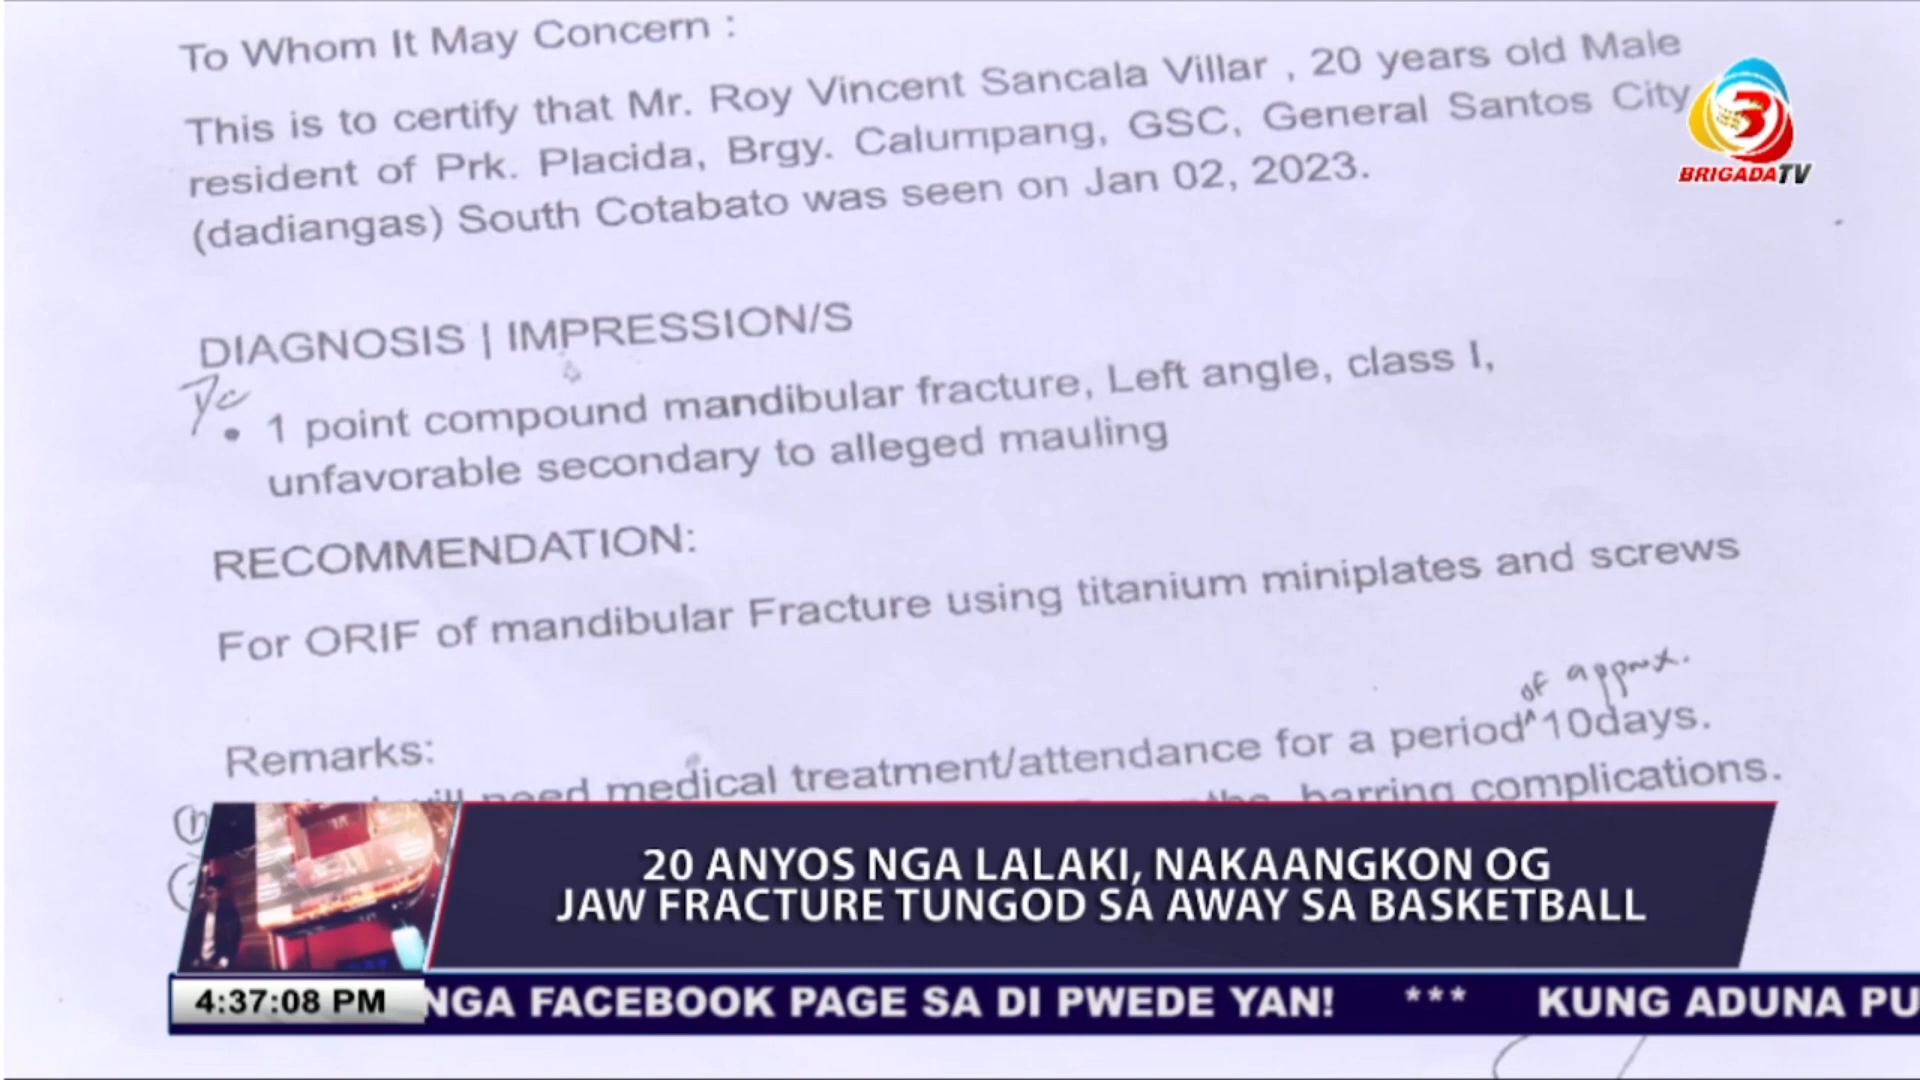 To Whom It May Concern :
This is to certify that Mr. Roy Vincent Sancala Villar , 20 years old Male
resident of Prk. Placida, Brgy. Calumpang, GSC, General Santos City
(dadiangas) South Cotabato was seen on Jan 02, 2023.
3
BRIGADA TV
DIAGNOSIS | IMPRESSION/S
• 1 point compound mandibular fracture, Left angle, class I,
unfavorable secondary to alleged mauling
RECOMMENDATION:
For ORIF of mandibular Fracture using titanium miniplates and screws
of approx.
Remarks:
will need medical treatment/attendance for a period ^ 10days.
barring complications.
20 ANYOS NGA LALAKI, NAKAANGKON OG
JAW FRACTURE TUNGOD SA AWAY SA BASKETBALL
4:37:08 PM
NGA FACEBOOK PAGE SA DI PWEDE YAN! *** KUNG ADUNA PU